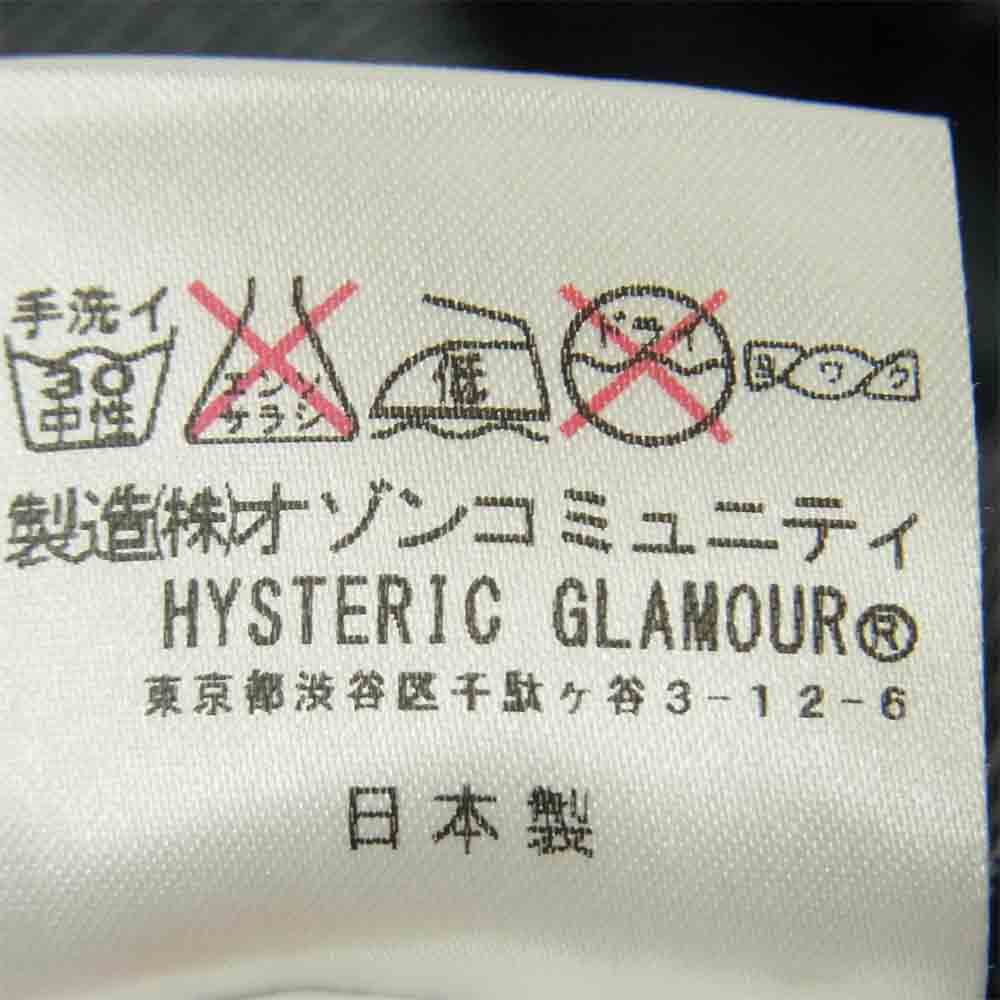 手洗イ
30 エンソ ドライ
中性 サラシ 低 ヨワク
製造(株)オゾンコミュニティ
HYSTERIC GLAMOUR®
東京都渋谷区千駄ヶ谷3-12-6
日本製